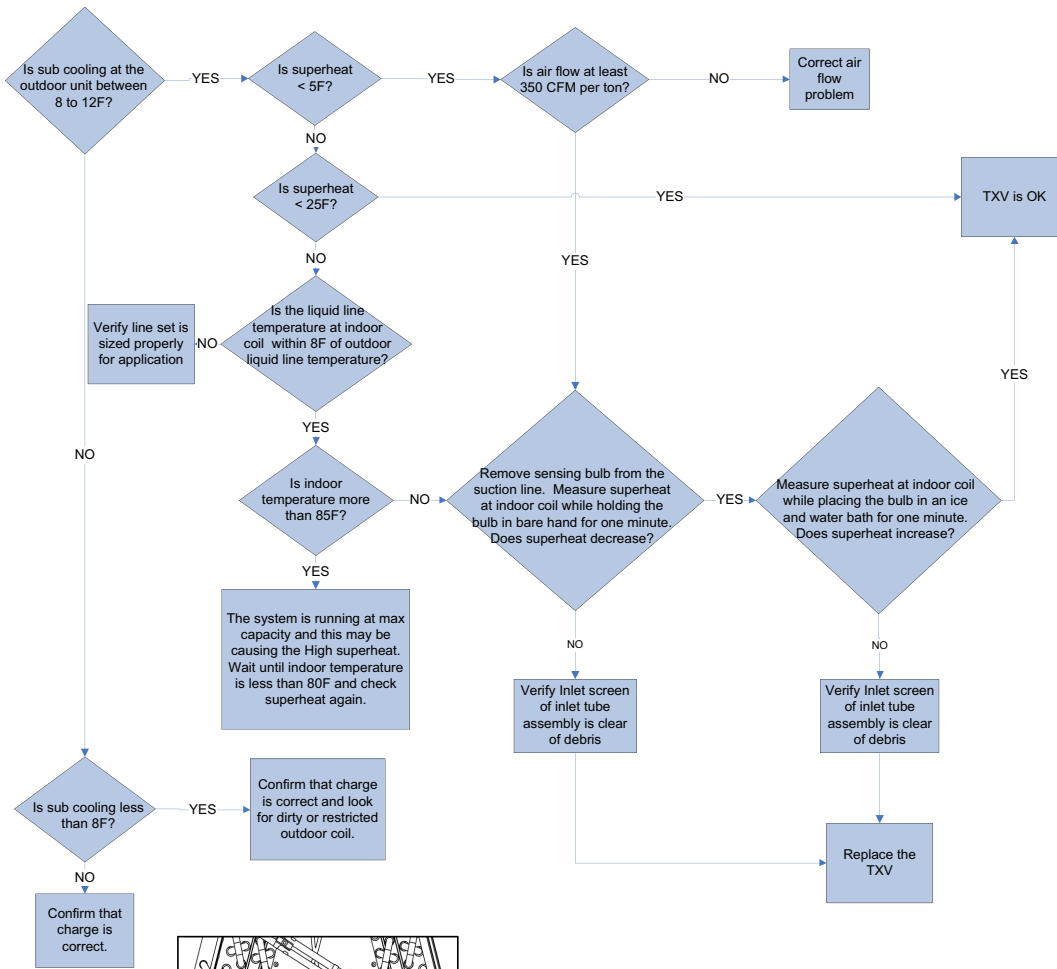 Is sub cooling at the
outdoor unit between
8 to 12F?
YES
Is superheat
< 5F?
YES
Is air flow at least
350 CFM per ton?
NO
Correct air
flow
problem
NO
Is superheat
< 25F?
YES
TXV is OK
NO
YES
Verify line set is
sized properly
for application
NO
Is the liquid line
temperature at indoor
coil within 8F of outdoor
liquid line temperature?
YES
YES
NO
Is indoor
temperature more
than 85F?
NO
Remove sensing bulb from the
suction line. Measure superheat
at indoor coil while holding the
bulb in bare hand for one minute.
Does superheat decrease?
YES
Measure superheat at indoor coil
while placing the bulb in an ice
and water bath for one minute.
Does superheat increase?
YES
The system is running at max
capacity and this may be
causing the High superheat.
Wait until indoor temperature
is less than 80F and check
superheat again.
NO
NO
Verify Inlet screen
of inlet tube
assembly is clear
of debris
Verify Inlet screen
of inlet tube
assembly is clear
of debris
Is sub cooling less
than 8F?
YES
Confirm that charge
is correct and look
for dirty or restricted
outdoor coil.
Replace the
TXV
NO
Confirm that
charge is
correct.